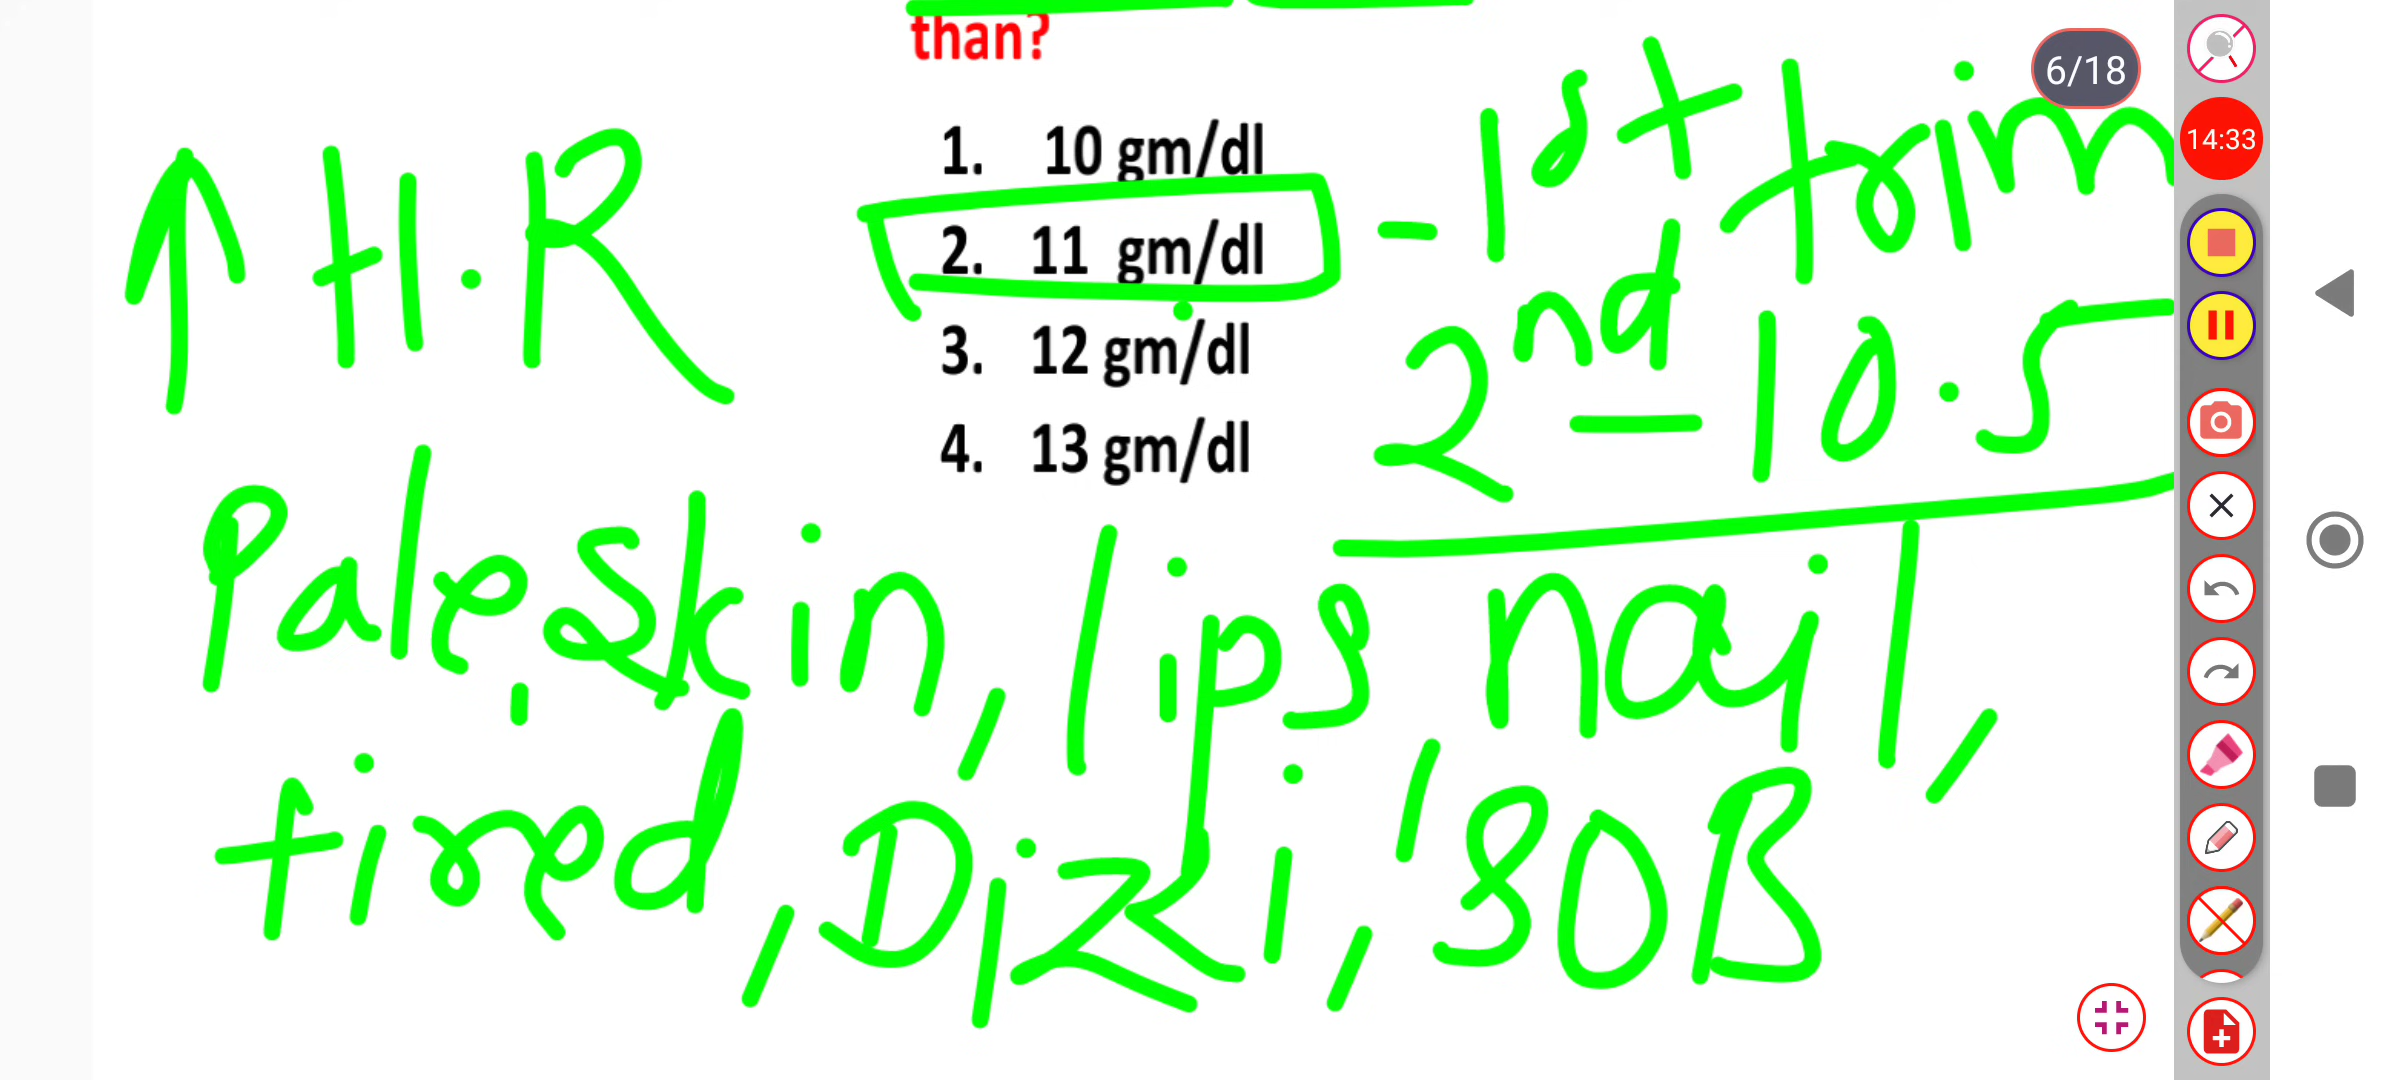 than?
6/18
14:33
1. 10 gm/dl
2. 11 gm/dl
3. 12 gm/dl
4. 13 gm/dl
- 1st trim
2nd - 10.5
↑ H.R
Pale, skin, lips nail,
tired, Dizzi, SOB